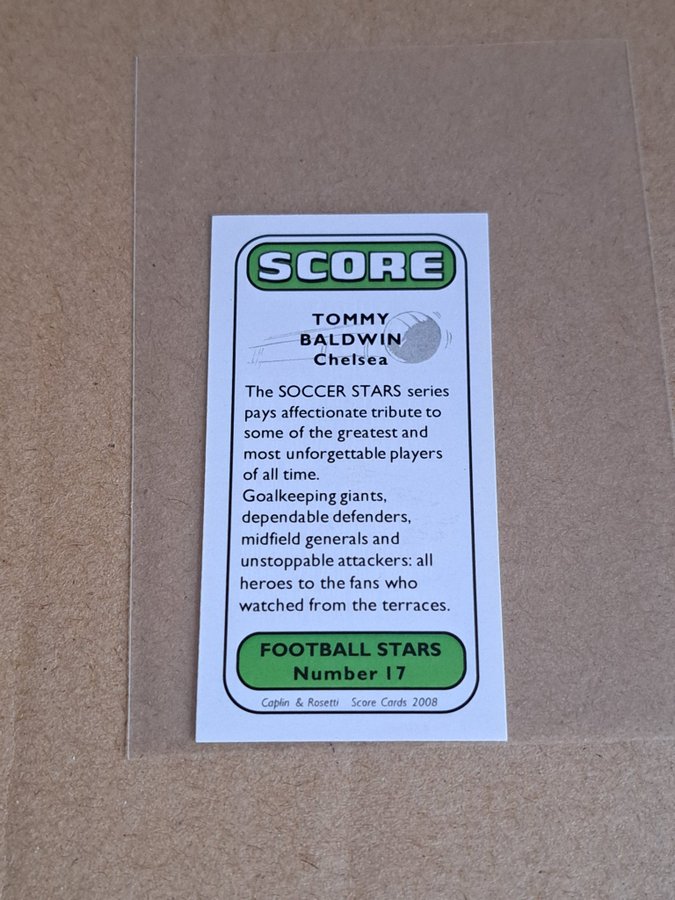 SCORE
TOMMY
BALDWIN
Chelsea
The SOCCER STARS series
pays affectionate tribute to
some of the greatest and
most unforgettable players
of all time.
Goalkeeping giants,
dependable defenders,
midfield generals and
unstoppable attackers: all
heroes to the fans who
watched from the terraces.
FOOTBALL STARS
Number 17
Caplin & Rosetti Score Cards 2008